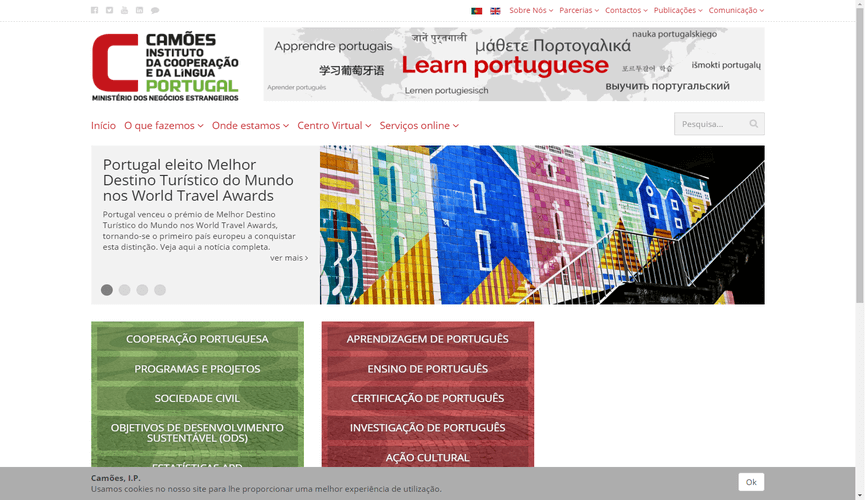 Sobre Nós
Parcerias
Contactos
Publicações
Comunicação
CAMÕES
INSTITUTO
DA COOPERAÇÃO
E DA LÍNGUA
PORTUGAL
MINISTÉRIO DOS NEGÓCIOS ESTRANGEIROS
Aprendre portugais
जाने पुर्तगाली
nauka portugalskiego
μάθετε Πορτογαλικά
学习葡萄牙语
Learn portuguese
포르투갈어 학습
išmokti portugalų
Aprender portugués
Lernen portugiesisch
выучить португальский
Início
O que fazemos
Onde estamos
Centro Virtual
Serviços online
Pesquisa...
Portugal eleito Melhor
Destino Turístico do Mundo
nos World Travel Awards
Portugal venceu o prémio de Melhor Destino
Turístico do Mundo nos World Travel Awards,
tornando-se o primeiro país europeu a conquistar
esta distinção. Veja aqui a notícia completa.
ver mais
COOPERAÇÃO PORTUGUESA
PROGRAMAS E PROJETOS
SOCIEDADE CIVIL
OBJETIVOS DE DESENVOLVIMENTO
SUSTENTÁVEL (ODS)
ESTATÍSTICAS APD
APRENDIZAGEM DE PORTUGUÊS
ENSINO DE PORTUGUÊS
CERTIFICAÇÃO DE PORTUGUÊS
INVESTIGAÇÃO DE PORTUGUÊS
AÇÃO CULTURAL
Camões, I.P.
Usamos cookies no nosso site para lhe proporcionar uma melhor experiência de utilização.
Ok